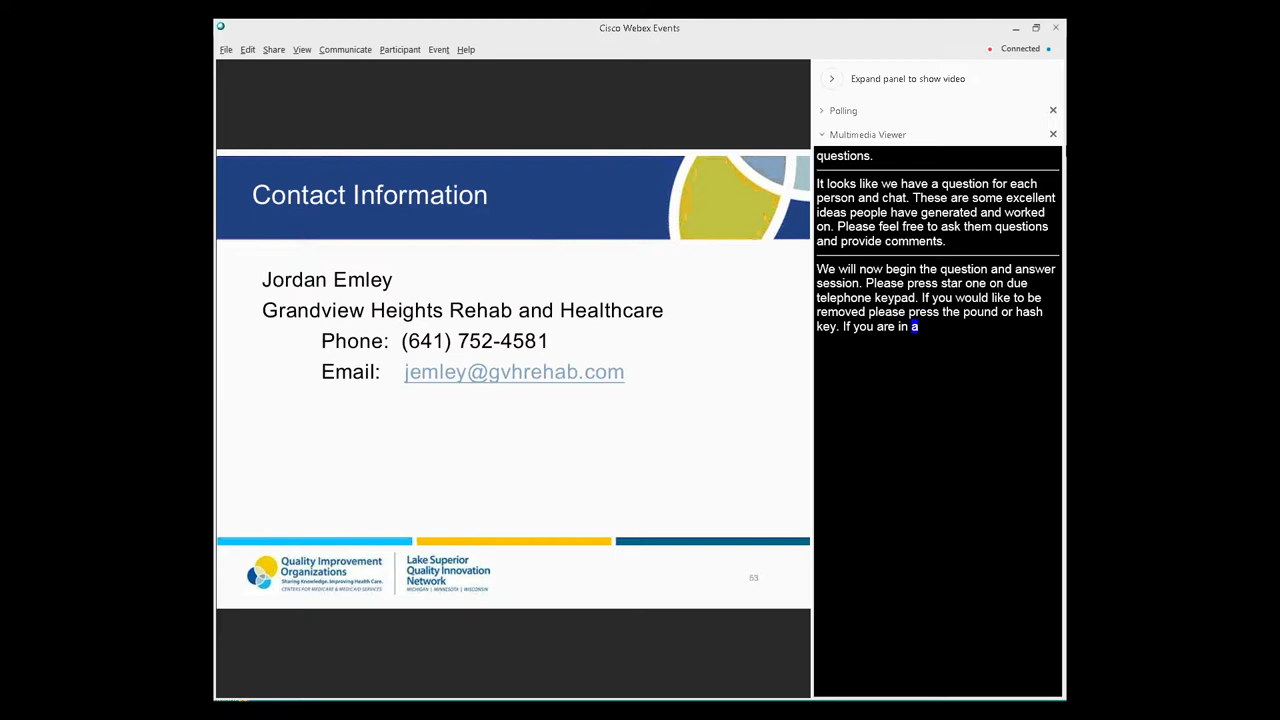 Cisco Webex Events
File Edit Share View Communicate Participant Event Help
Connected
Expand panel to show video
Polling
Multimedia Viewer
Contact Information
Jordan Emley
Grandview Heights Rehab and Healthcare
Phone: (641) 752-4581
Email: jemley@gvhrehab.com
Quality Improvement
Organizations
Sharing Knowledge. Improving Health Care.
CENTERS FOR MEDICARE & MEDICAID SERVICES
Lake Superior
Quality Innovation
Network
MICHIGAN | MINNESOTA | WISCONSIN
53
questions.
It looks like we have a question for each
person and chat. These are some excellent
ideas people have generated and worked
on. Please feel free to ask them questions
and provide comments.
We will now begin the question and answer
session. Please press star one on due
telephone keypad. If you would like to be
removed please press the pound or hash
key. If you are in a